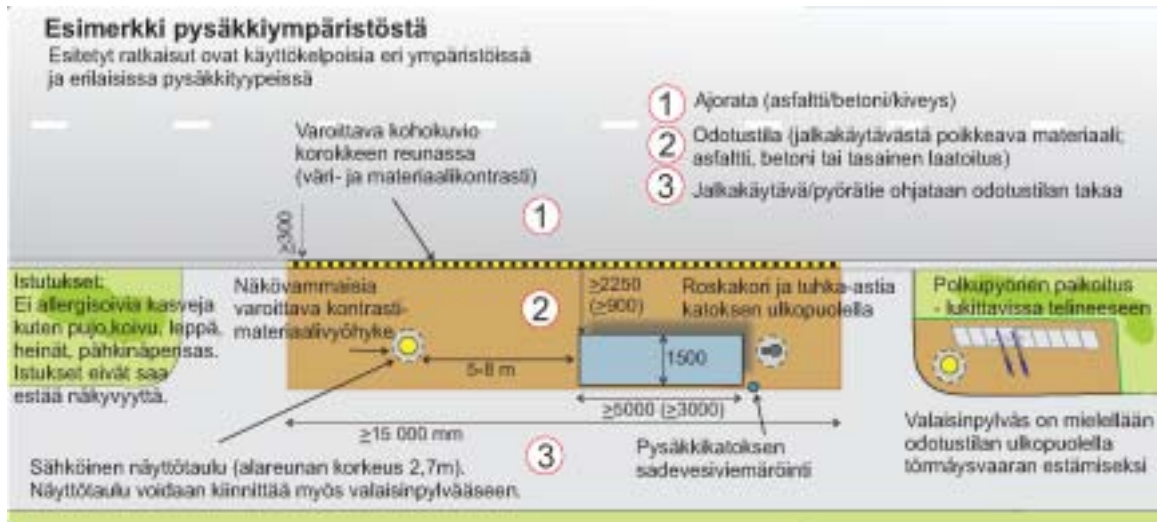 Esimerkki pysäkkiympäristöstä
Esitetyt ratkaisut ovat käyttökelpoisia eri ympäristöissä
ja erilaisissa pysäkkityypeissä
1 Ajorata (asfaltti/betoni/kiveys)
2 Odotustila (jalkakäytävästä poikkeava materiaali;
asfaltti, betoni tai tasainen laatoitus)
3 Jalkakäytävä/pyörätie ohjataan odotustilan takaa
Varoittava kohokuvio
korokkeen reunassa
(väri- ja materiaalikontrasti)
1
≥300
Istutukset:
Ei allergisoivia kasveja
kuten pujo,koivu, leppä,
heinät, pähkinäpensas.
Istukset eivät saa
estää näkyvyyttä.
Näkövammaisia
varoittava kontrasti-
materiaalivyöhyke
2
≥2250
(≥900)
Roskakori ja tuhka-astia
katoksen ulkopuolella
Polkupyörien paikoitus
- lukittavissa telineeseen
5-8 m
1500
≥5000 (≥3000)
≥15 000 mm
3
Pysäkkikatoksen
sadevesiviemäröinti
Valaisinpylväs on mielellään
odotustilan ulkopuolella
törmäysvaaran estämiseksi
Sähköinen näyttötaulu (alareunan korkeus 2,7m).
Näyttötaulu voidaan kiinnittää myös valaisinpylvääseen.